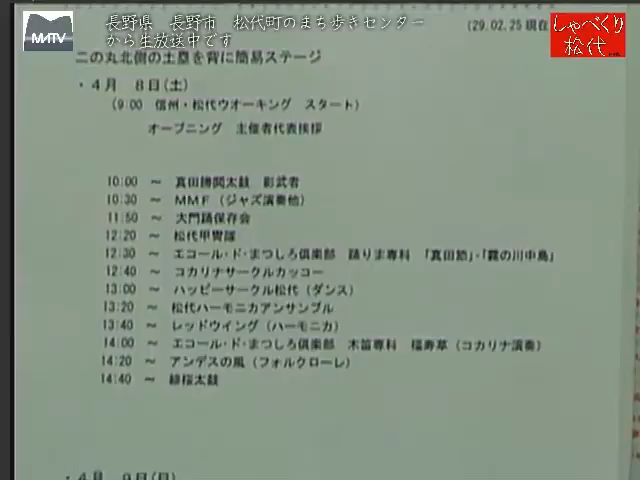 MATV
長野県 長野市 松代町のまち歩きセンター
から生放送中です
(29.02.25 現在
しゃべくり
松代
二の丸北側の土塁を背に簡易ステージ
・4月 8日(土)
(9:00 信州・松代ウオーキング スタート)
オープニング 主催者代表挨拶
10:00 ～ 真田勝鬨太鼓 影武者
10:30 ～ MMF (ジャズ演奏他)
11:50 ～ 大門踊保存会
12:20 ～ 松代甲冑隊
12:30 ～ エコール・ド・まつしろ倶楽部 踊りま専科 「真田節」・「霧の川中島」
12:40 ～ コカリナサークルカッコー
13:00 ～ ハッピーサークル松代 (ダンス)
13:20 ～ 松代ハーモニカアンサンブル
13:40 ～ レッドウイング (ハーモニカ)
14:00 ～ エコール・ド・まつしろ倶楽部 木笛専科 福寿草 (コカリナ演奏)
14:20 ～ アンデスの風 (フォルクローレ)
14:40 ～ 緋桜太鼓
・4月 9日(日)